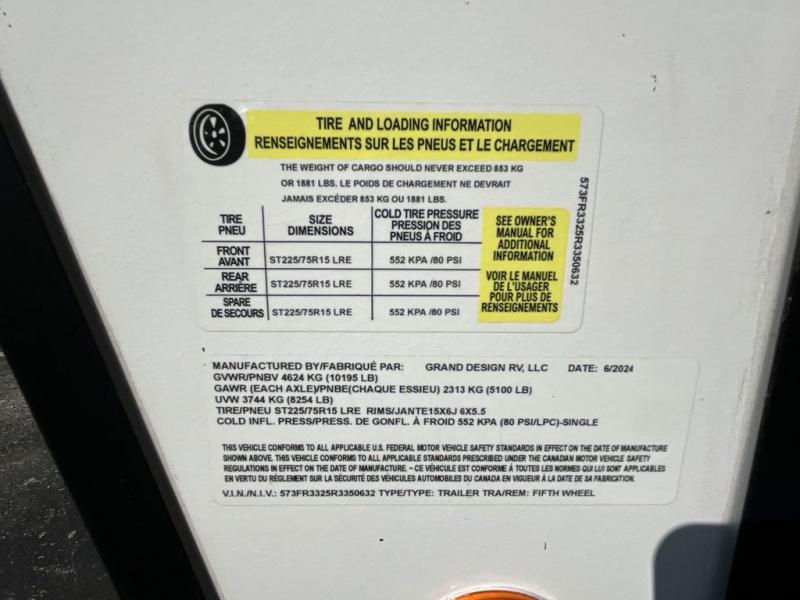 TIRE AND LOADING INFORMATION
RENSEIGNEMENTS SUR LES PNEUS ET LE CHARGEMENT
THE WEIGHT OF CARGO SHOULD NEVER EXCEED 853 KG
OR 1881 LBS. LE POIDS DE CHARGEMENT NE DEVRAIT
JAMAIS EXCÉDER 853 KG OU 1881 LBS.
TIRE PNEU
SIZE DIMENSIONS
COLD TIRE PRESSURE
PRESSION DES
PNEUS À FROID
FRONT AVANT ST225/75R15 LRE 552 KPA /80 PSI
REAR ARRIÈRE ST225/75R15 LRE 552 KPA /80 PSI
SPARE DE SECOURS ST225/75R15 LRE 552 KPA /80 PSI
SEE OWNER'S
MANUAL FOR
ADDITIONAL
INFORMATION
VOIR LE MANUEL
DE L'USAGER
POUR PLUS DE
RENSEIGNEMENTS
573FR3325R3350632
MANUFACTURED BY/FABRIQUÉ PAR: GRAND DESIGN RV, LLC DATE: 6/2024
GVWR/PNBV 4624 KG (10195 LB)
GAWR (EACH AXLE)/PNBE(CHAQUE ESSIEU) 2313 KG (5100 LB)
UVW 3744 KG (8254 LB)
TIRE/PNEU ST225/75R15 LRE RIMS/JANTE15X6J 6X5.5
COLD INFL. PRESS/PRESS. DE GONFL. À FROID 552 KPA (80 PSI/LPC)-SINGLE
THIS VEHICLE CONFORMS TO ALL APPLICABLE U.S. FEDERAL MOTOR VEHICLE SAFETY STANDARDS IN EFFECT ON THE DATE OF MANUFACTURE
SHOWN ABOVE. THIS VEHICLE CONFORMS TO ALL APPLICABLE STANDARDS PRESCRIBED UNDER THE CANADIAN MOTOR VEHICLE SAFETY
REGULATIONS IN EFFECT ON THE DATE OF MANUFACTURE. – CE VÉHICULE EST CONFORME À TOUTES LES NORMES QUI LUI SONT APPLICABLES
EN VERTU DU RÈGLEMENT SUR LA SÉCURITÉ DES VÉHICULES AUTOMOBILES DU CANADA EN VIGUEUR À LA DATE DE SA FABRICATION.
V.I.N./N.I.V.: 573FR3325R3350632 TYPE/TYPE: TRAILER TRA/REM: FIFTH WHEEL